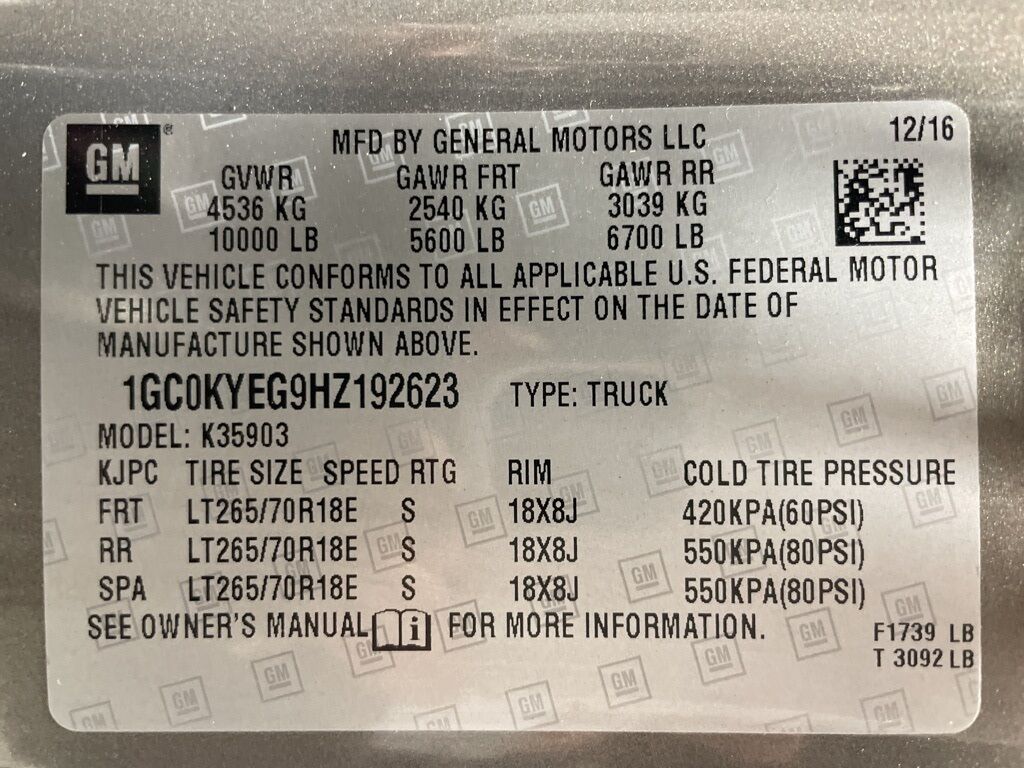 GM
MFD BY GENERAL MOTORS LLC 12/16
GVWR GAWR FRT GAWR RR
4536 KG 2540 KG 3039 KG
10000 LB 5600 LB 6700 LB
THIS VEHICLE CONFORMS TO ALL APPLICABLE U.S. FEDERAL MOTOR
VEHICLE SAFETY STANDARDS IN EFFECT ON THE DATE OF
MANUFACTURE SHOWN ABOVE.
1GC0KYEG9HZ192623 TYPE: TRUCK
MODEL: K35903
KJPC TIRE SIZE SPEED RTG RIM COLD TIRE PRESSURE
FRT LT265/70R18E S 18X8J 420KPA(60PSI)
RR LT265/70R18E S 18X8J 550KPA(80PSI)
SPA LT265/70R18E S 18X8J 550KPA(80PSI)
SEE OWNER'S MANUAL i FOR MORE INFORMATION.
F1739 LB
T 3092 LB